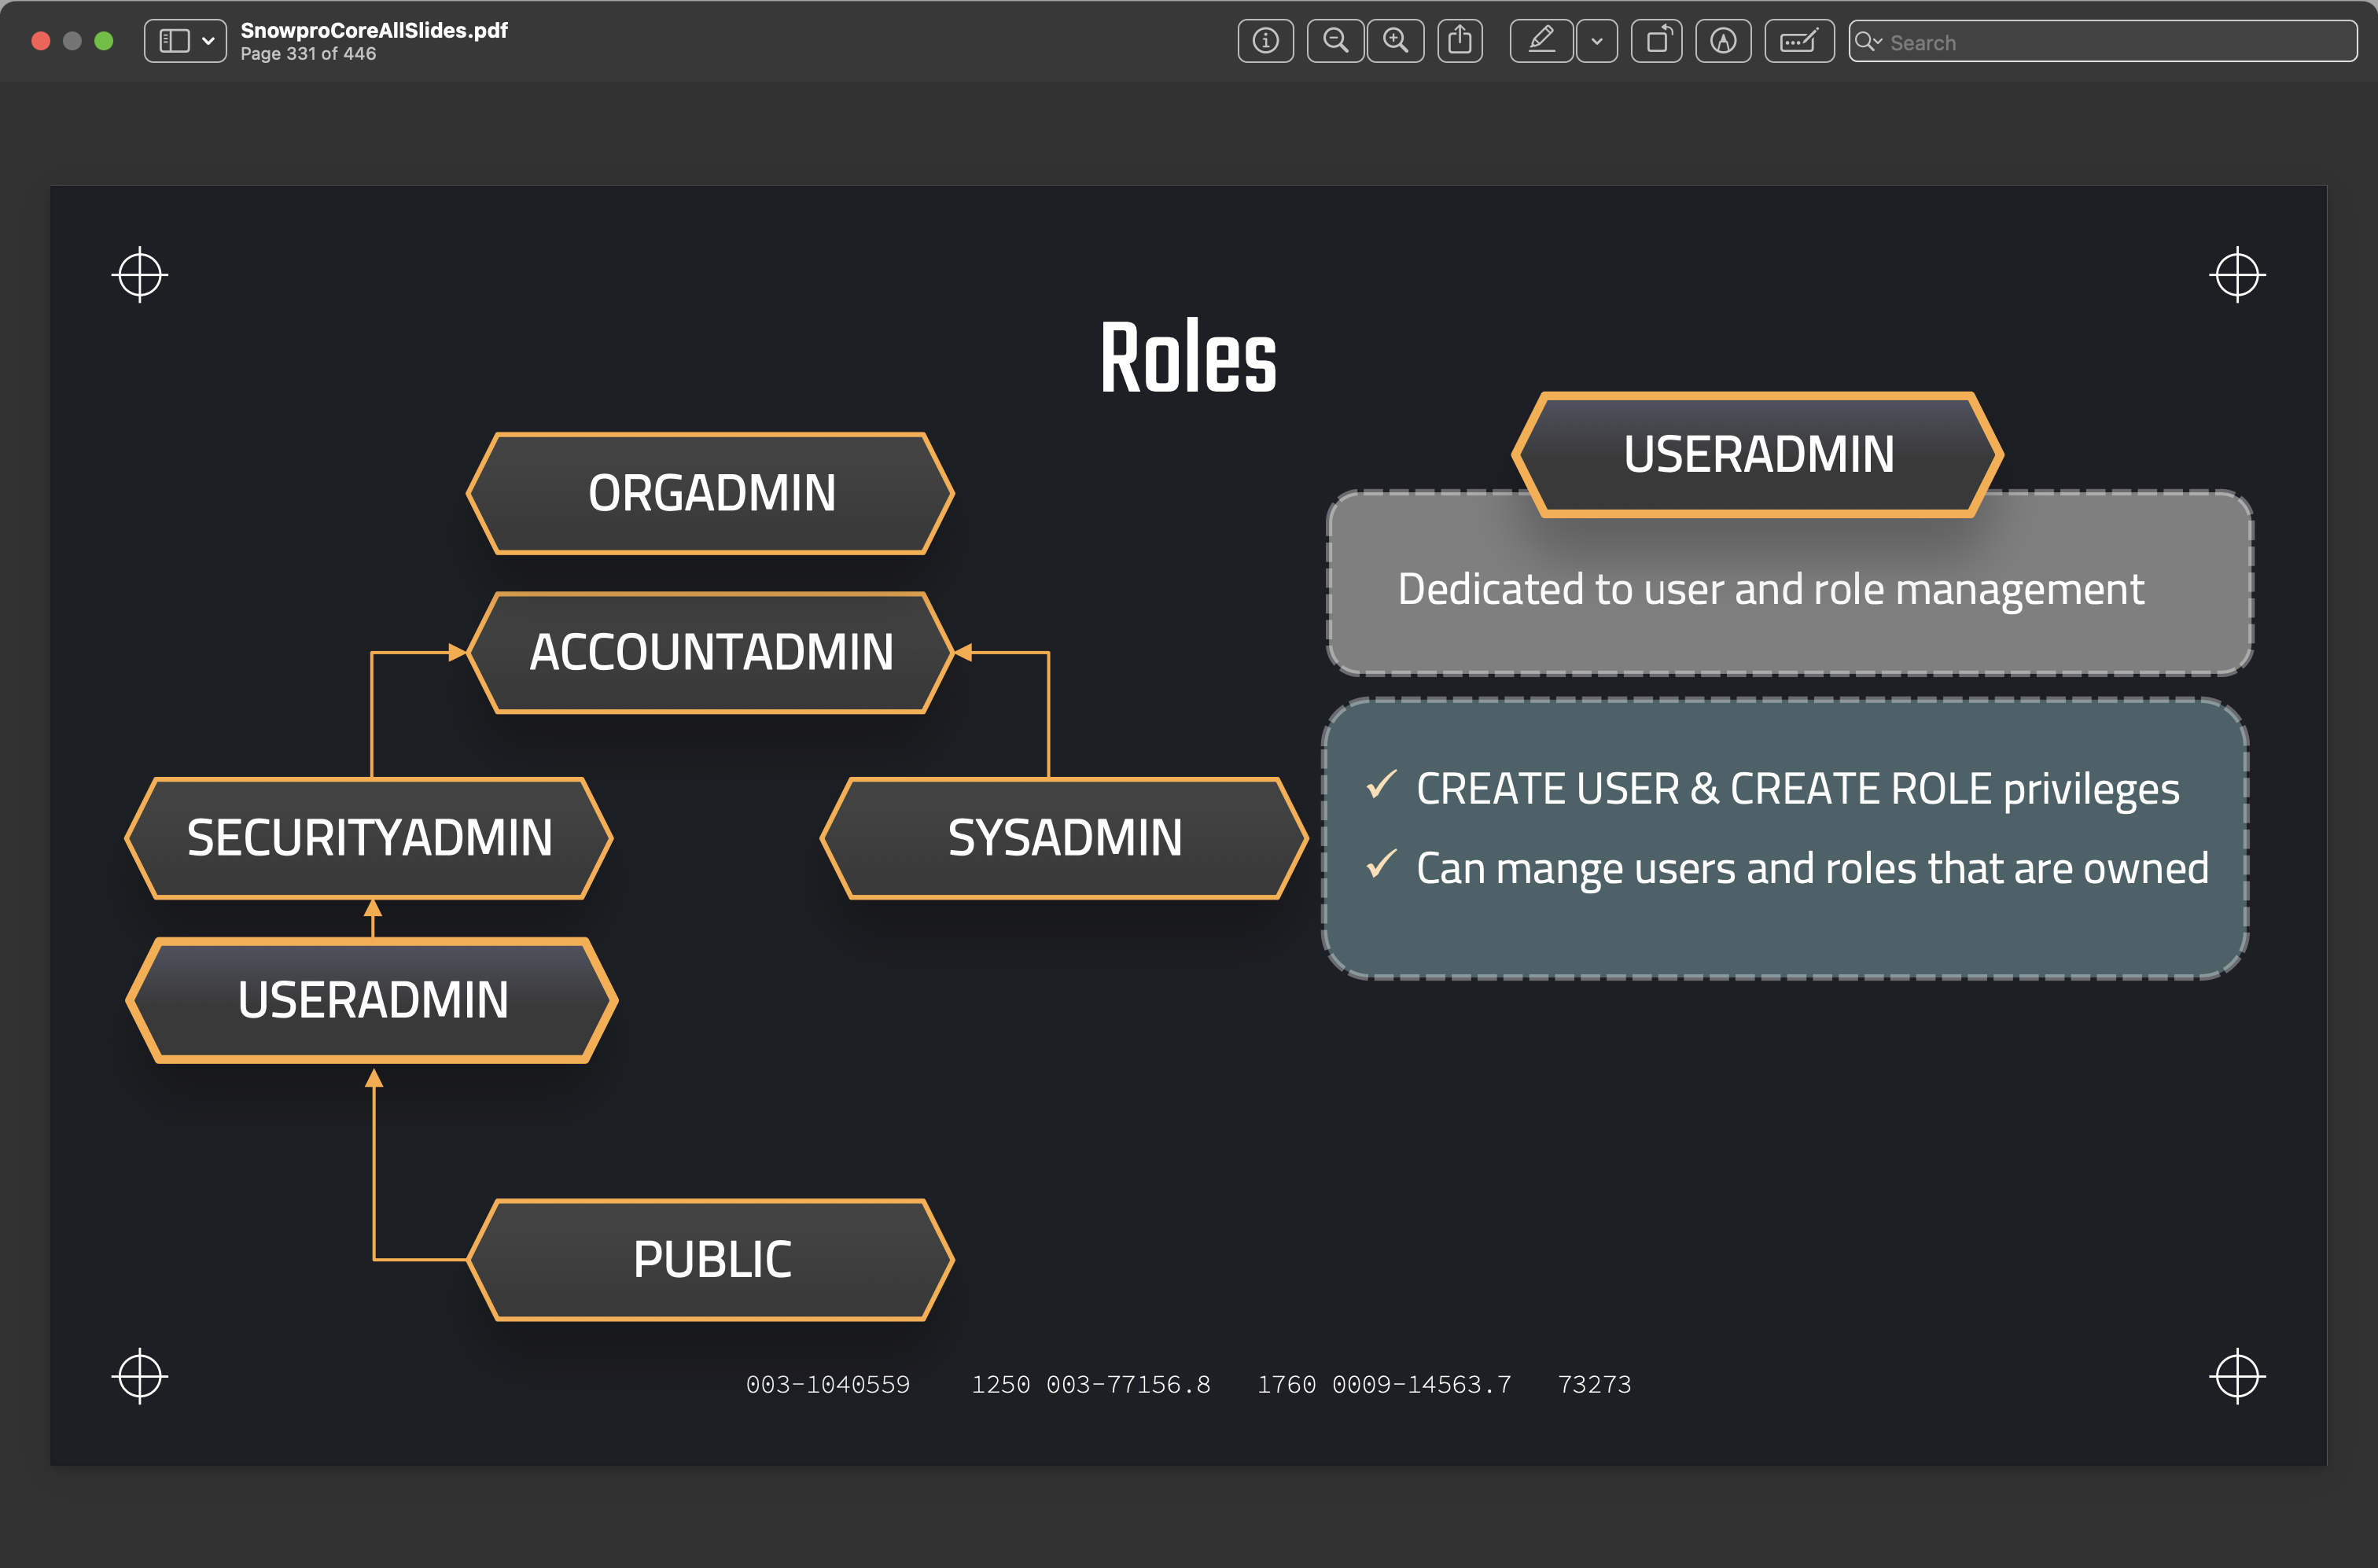 SnowproCoreAllSlides.pdf
Page 331 of 446
Search
Roles
ORGADMIN
ACCOUNTADMIN
SECURITYADMIN
SYSADMIN
USERADMIN
PUBLIC
USERADMIN
Dedicated to user and role management
✓ CREATE USER & CREATE ROLE privileges
✓ Can mange users and roles that are owned
003-1040559 1250 003-77156.8 1760 0009-14563.7 73273